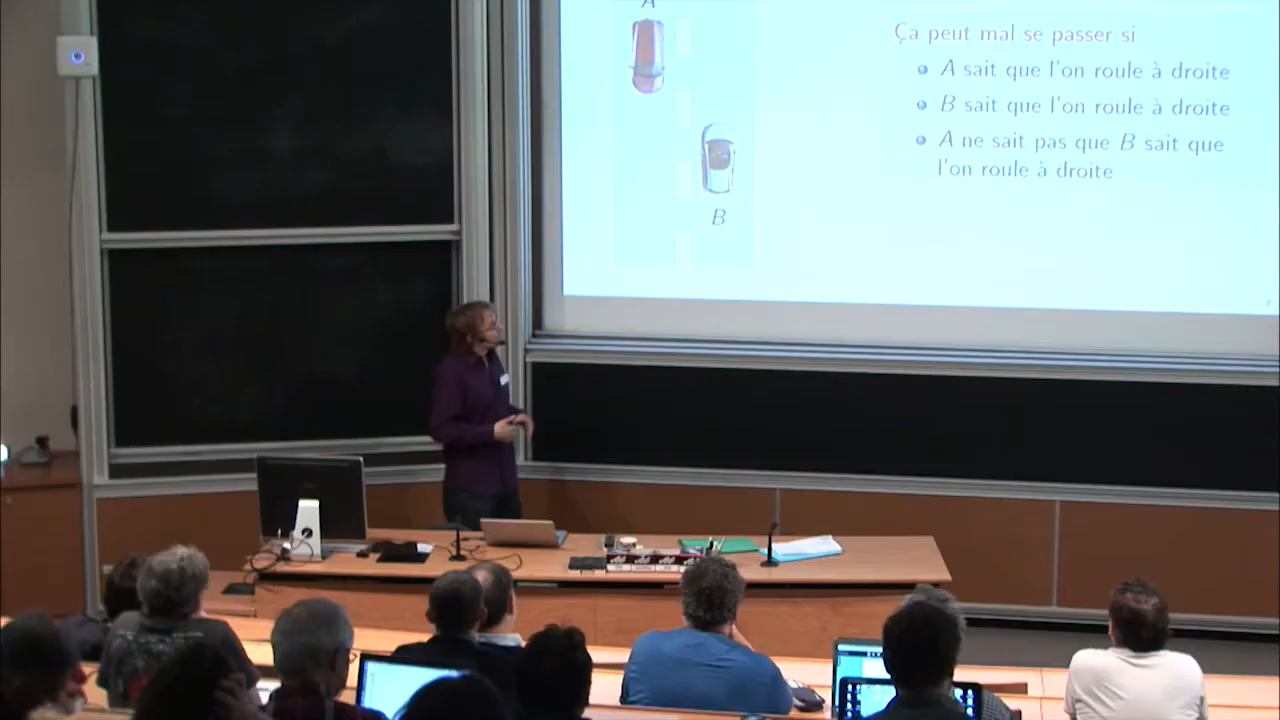 A
Ça peut mal se passer si
A sait que l'on roule à droite
B sait que l'on roule à droite
A ne sait pas que B sait que
l'on roule à droite
B